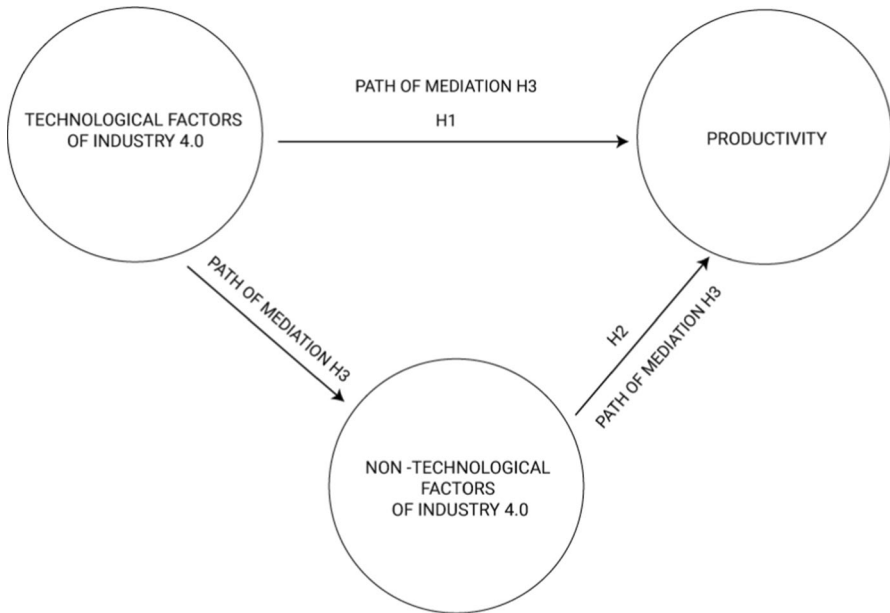 TECHNOLOGICAL FACTORS
OF INDUSTRY 4.0
PATH OF MEDIATION H3
H1
PRODUCTIVITY
PATH OF MEDIATION H3
H2
PATH OF MEDIATION H3
NON -TECHNOLOGICAL
FACTORS
OF INDUSTRY 4.0